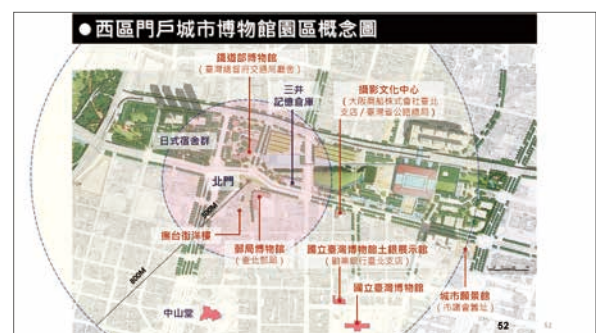 西區門戶城市博物館園區概念圖
鐵道部博物館
(臺灣總督府交通局廳舍)
三井
記憶倉庫
攝影文化中心
(大阪商船株式會社臺北
支店/臺灣省公路總局)
日式宿舍群
北門
300M
800M
撫台街洋樓
郵局博物館
(臺北郵局)
國立臺灣博物館土銀展示館
(勸業銀行臺北支店)
國立臺灣博物館
城市願景館
(市議會舊址)
中山堂
52
52